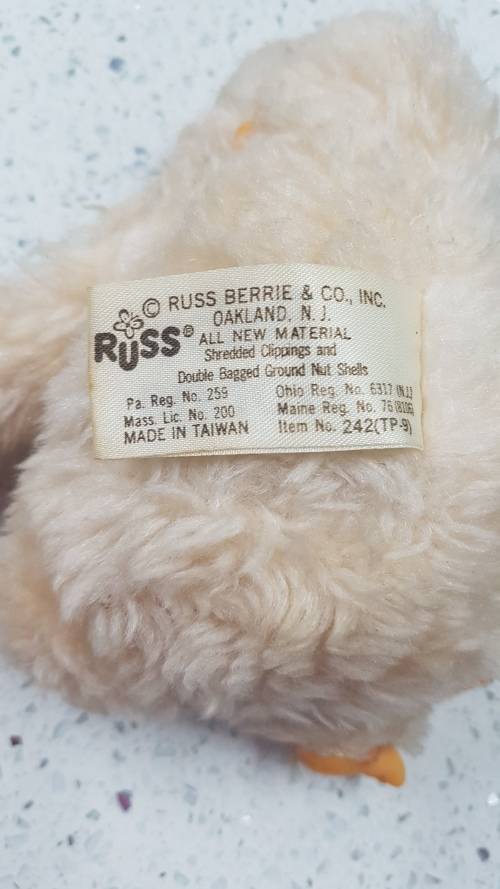 © RUSS BERRIE & CO., INC.
OAKLAND, N. J.
RUSS® ALL NEW MATERIAL
Shredded Clippings and
Double Bagged Ground Nut Shells
Pa. Reg. No. 259
Mass. Lic. No. 200
MADE IN TAIWAN
Ohio Reg. No. 6317 (NJ)
Maine Reg. No. 76
Item No. 242(TP-9)